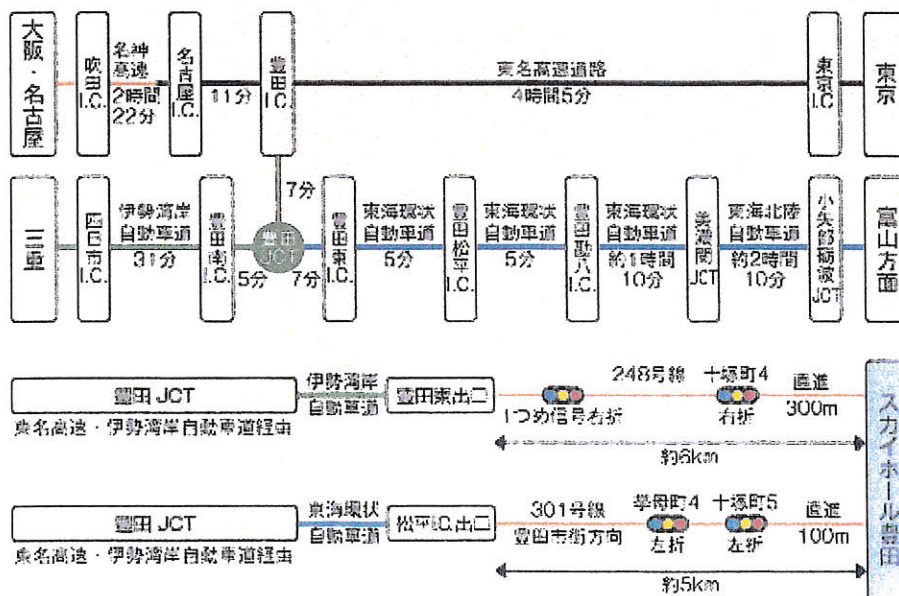 大阪・名古屋
吹田I.C.
名神高速
2時間22分
名古屋I.C.
11分
豊田I.C.
東名高速道路
4時間5分
東京I.C
東京
7分
三重
四日市I.C.
伊勢湾岸自動車道
31分
豊田南I.C.
5分
豊田JCT
7分
豊田東I.C.
東海環状自動車道
5分
豊田松平I.C.
東海環状自動車道
5分
豊田勘八I.C.
東海環状自動車道
約1時間10分
美濃関JCT
東海北陸自動車道
約2時間10分
小矢部砺波JCT
富山方面
豊田 JCT
東名高速・伊勢湾岸自動車道経由
伊勢湾岸自動車道
豊田東出口
1つめ信号右折
248号線
十塚町4
右折
直進
300m
約6km
豊田 JCT
東名高速・伊勢湾岸自動車道経由
東海環状自動車道
松平I.C.出口
301号線
豊田市街方向
挙母町4
左折
十塚町5
左折
直進
100m
約5km
スカイホール豊田